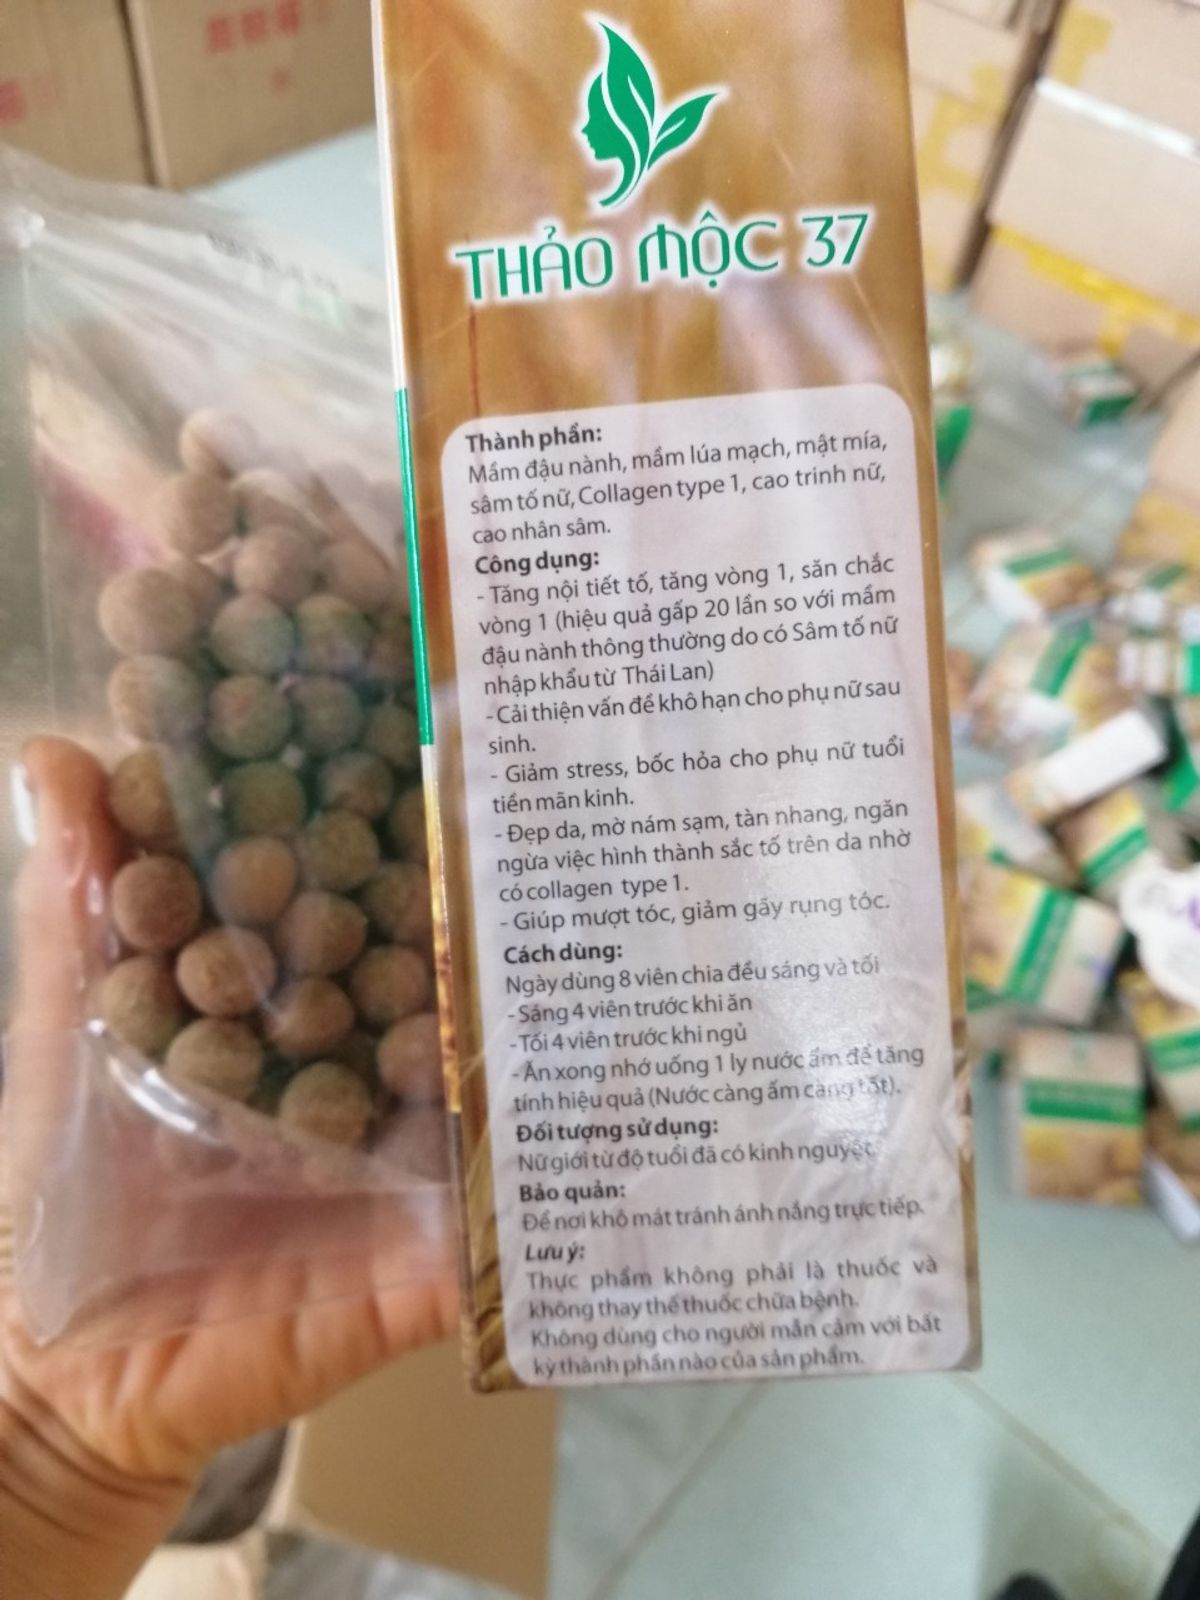 THẢO MỘC 37
Thành phần:
Mầm đậu nành, mầm lúa mạch, mật mía,
sâm tố nữ, Collagen type 1, cao trinh nữ,
cao nhân sâm.
Công dụng:
- Tăng nội tiết tố, tăng vòng 1, săn chắc
vòng 1 (hiệu quả gấp 20 lần so với mầm
đậu nành thông thường do có Sâm tố nữ
nhập khẩu từ Thái Lan)
- Cải thiện vấn đề khô hạn cho phụ nữ sau
sinh.
- Giảm stress, bốc hỏa cho phụ nữ tuổi
tiền mãn kinh.
- Đẹp da, mờ nám sạm, tàn nhang, ngăn
ngừa việc hình thành sắc tố trên da nhờ
có collagen type 1.
- Giúp mượt tóc, giảm gãy rụng tóc.
Cách dùng:
Ngày dùng 8 viên chia đều sáng và tối
- Sáng 4 viên trước khi ăn
- Tối 4 viên trước khi ngủ
- Ăn xong nhớ uống 1 ly nước ấm để tăng
tính hiệu quả (Nước càng ấm càng tốt).
Đối tượng sử dụng:
Nữ giới từ độ tuổi đã có kinh nguyệt
Bảo quản:
Để nơi khô mát tránh ánh nắng trực tiếp.
Lưu ý:
Thực phẩm không phải là thuốc và
không thay thế thuốc chữa bệnh.
Không dùng cho người mẫn cảm với bất
kỳ thành phần nào của sản phẩm.